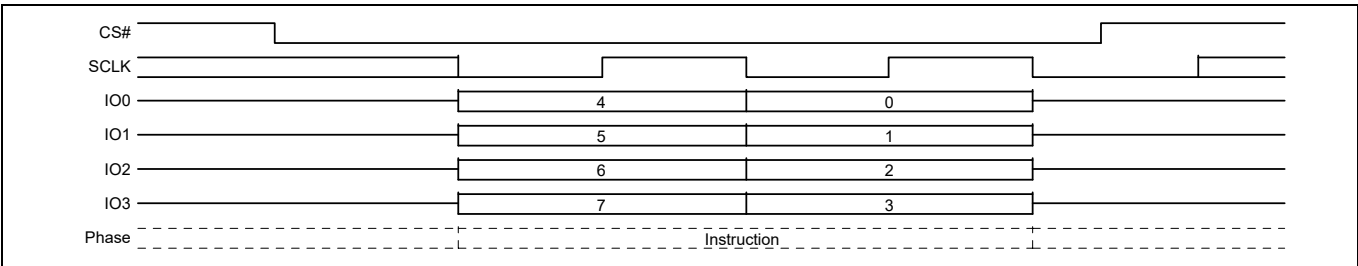 CS#
SCLK
IO0 4 0
IO1 5 1
IO2 6 2
IO3 7 3
Phase Instruction